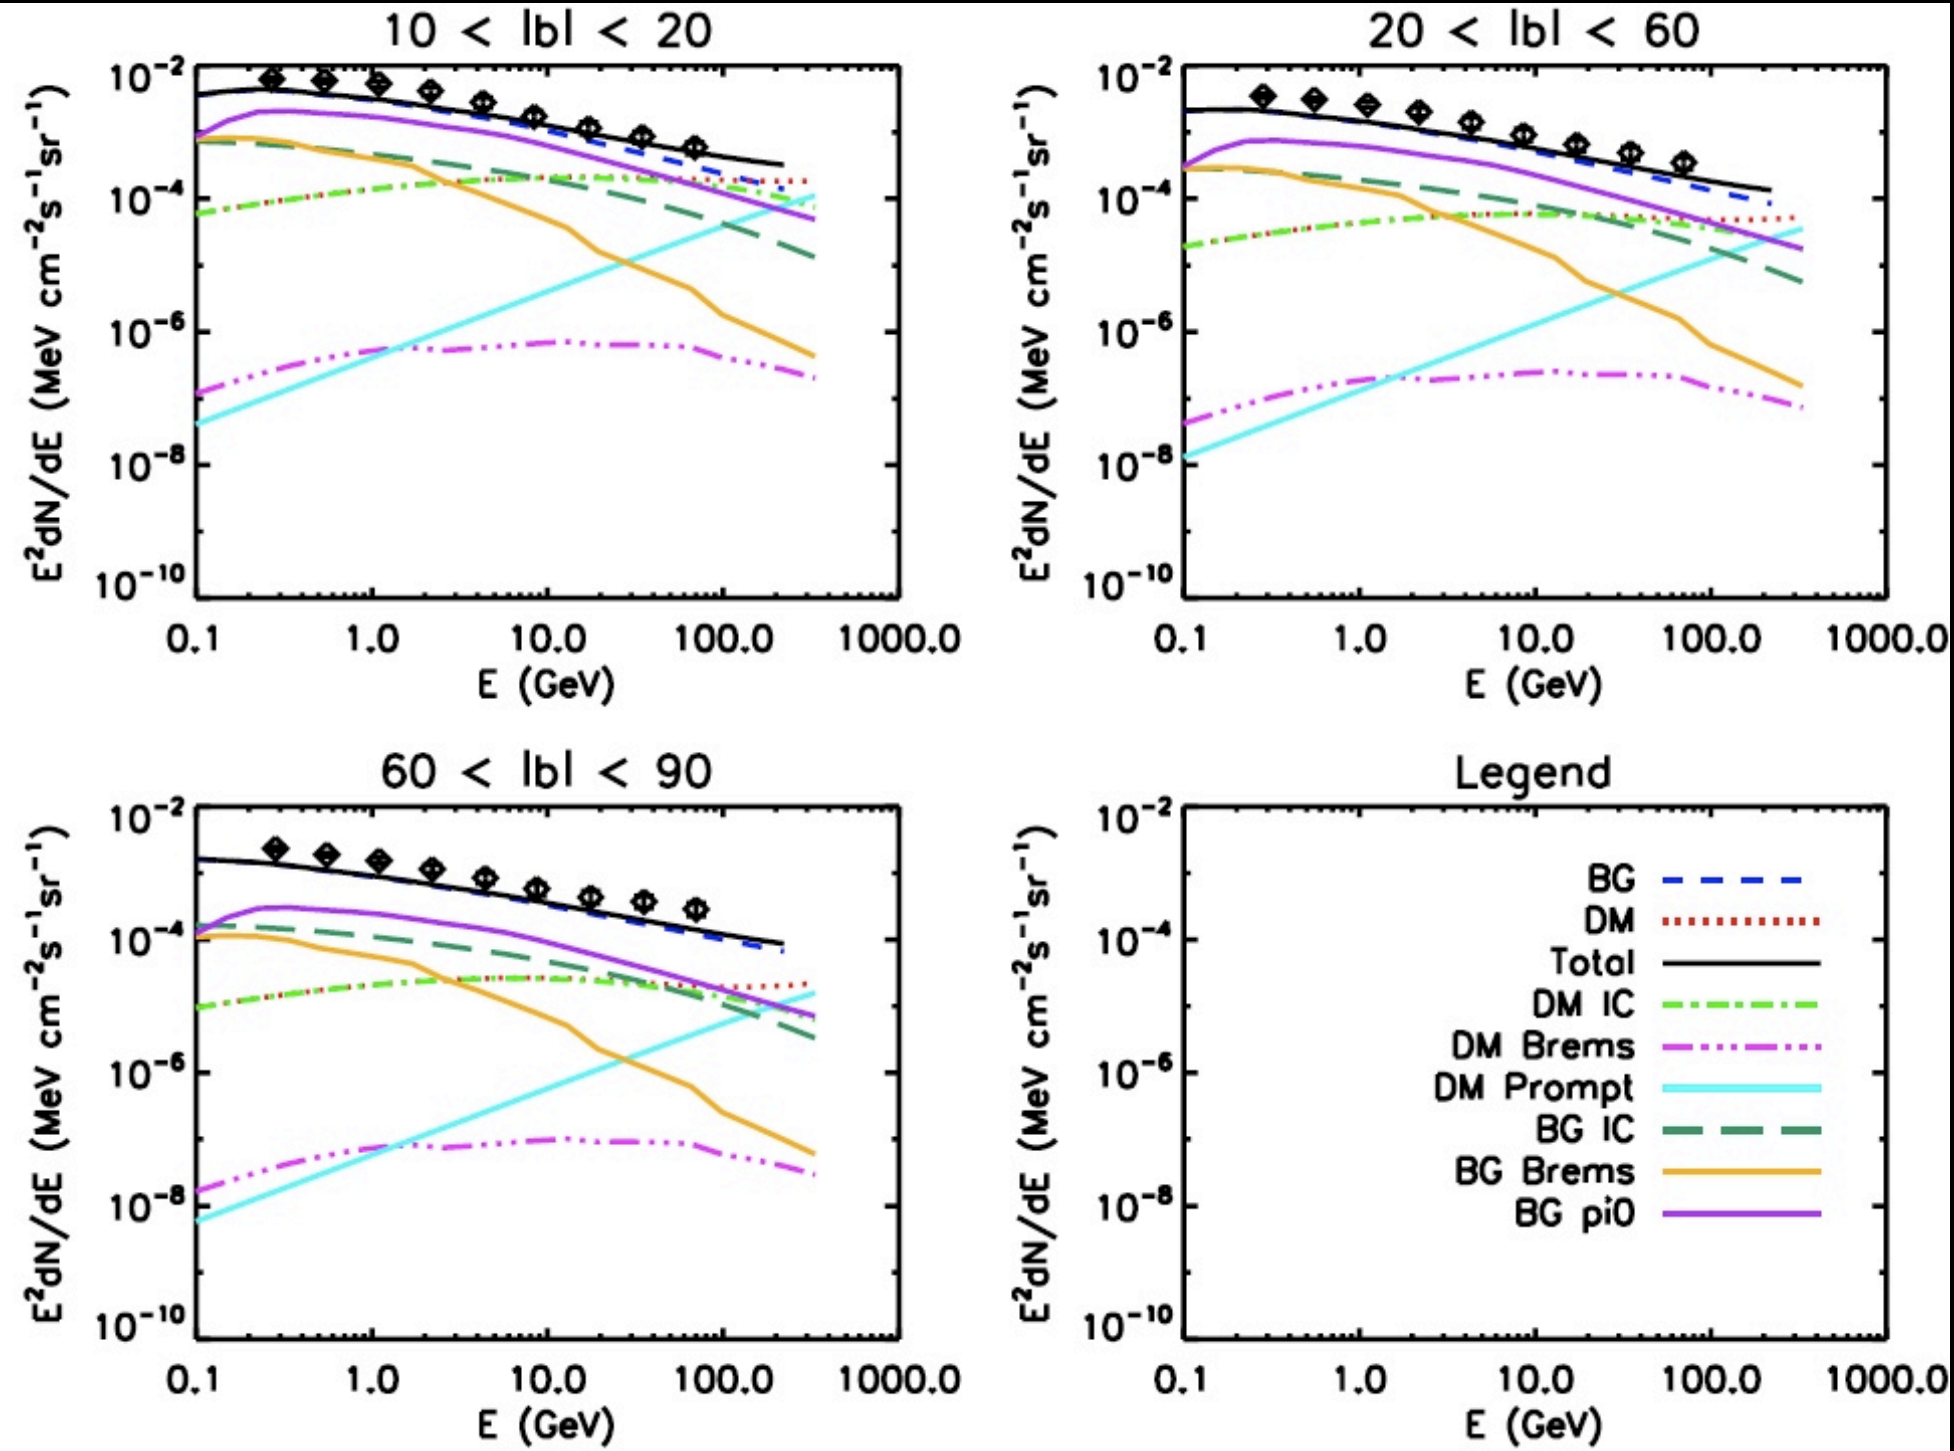 10 < |b| < 20
E²dN/dE (MeV cm⁻²s⁻¹sr⁻¹)
10⁻²
10⁻⁴
10⁻⁶
10⁻⁸
10⁻¹⁰
0.1 1.0 10.0 100.0 1000.0
E (GeV)
20 < |b| < 60
E²dN/dE (MeV cm⁻²s⁻¹sr⁻¹)
10⁻²
10⁻⁴
10⁻⁶
10⁻⁸
10⁻¹⁰
0.1 1.0 10.0 100.0 1000.0
E (GeV)
60 < |b| < 90
E²dN/dE (MeV cm⁻²s⁻¹sr⁻¹)
10⁻²
10⁻⁴
10⁻⁶
10⁻⁸
10⁻¹⁰
0.1 1.0 10.0 100.0 1000.0
E (GeV)
Legend
E²dN/dE (MeV cm⁻²s⁻¹sr⁻¹)
10⁻²
10⁻⁴
10⁻⁶
10⁻⁸
10⁻¹⁰
BG
DM
Total
DM IC
DM Brems
DM Prompt
BG IC
BG Brems
BG pi0
0.1 1.0 10.0 100.0 1000.0
E (GeV)